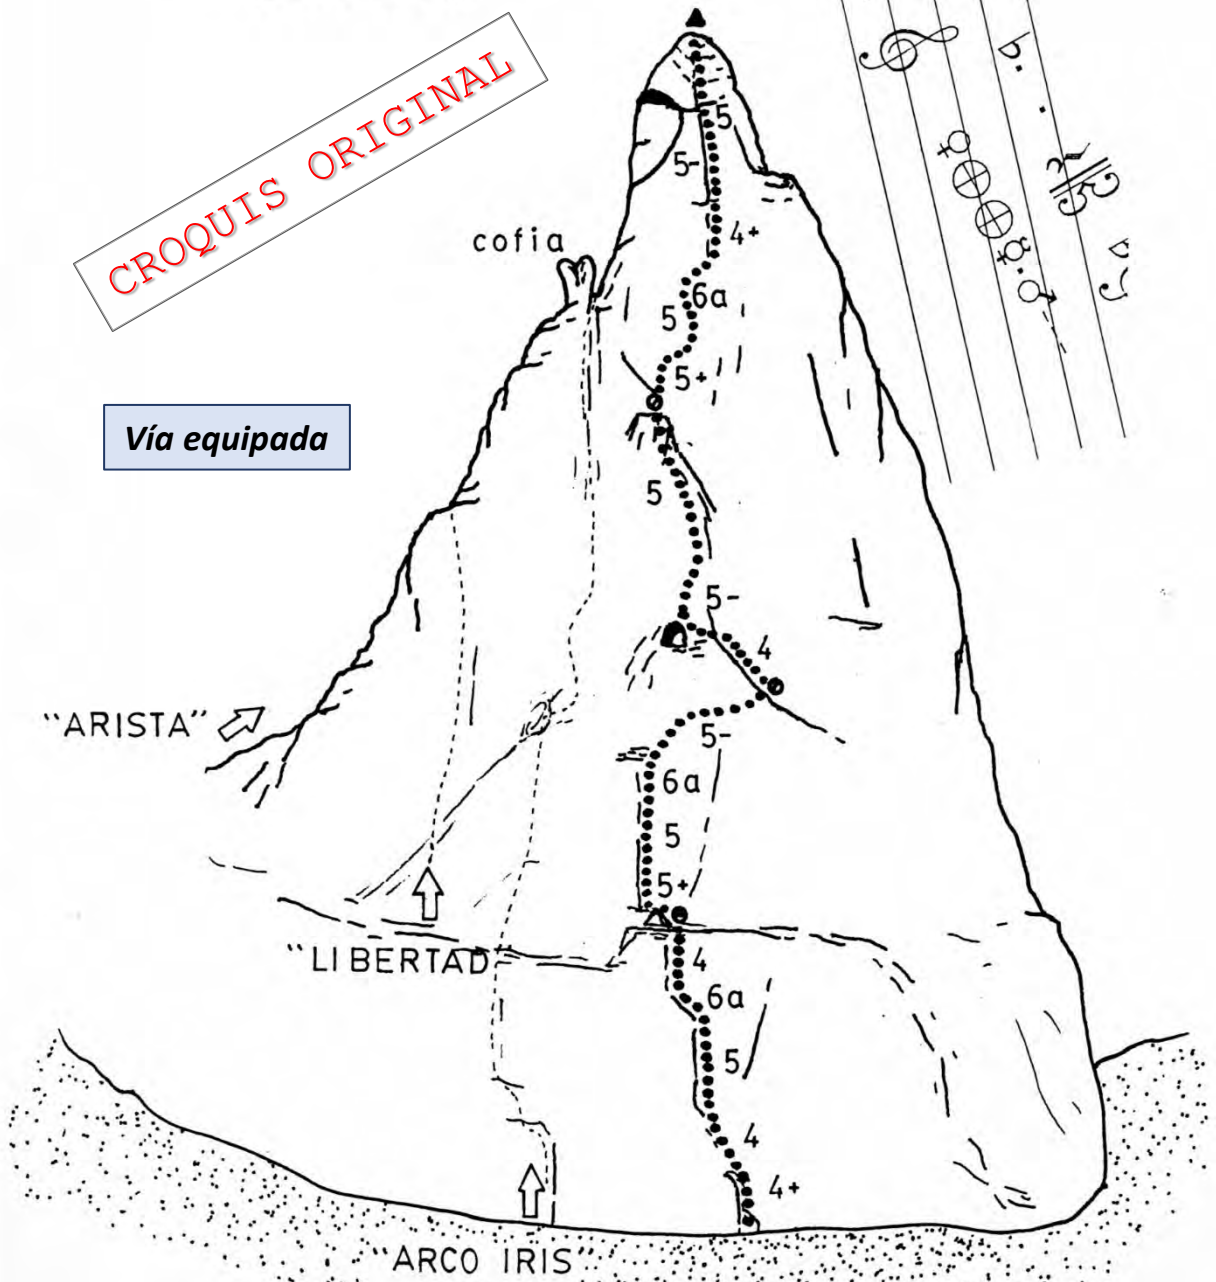 CROQUIS ORIGINAL
5
5-
cofia
4+
6a
5
5+
Vía equipada
5
5-
4
"ARISTA"
5-
6a
5
5+
"LIBERTAD
4
6a
5
4
4+
"ARCO IRIS"